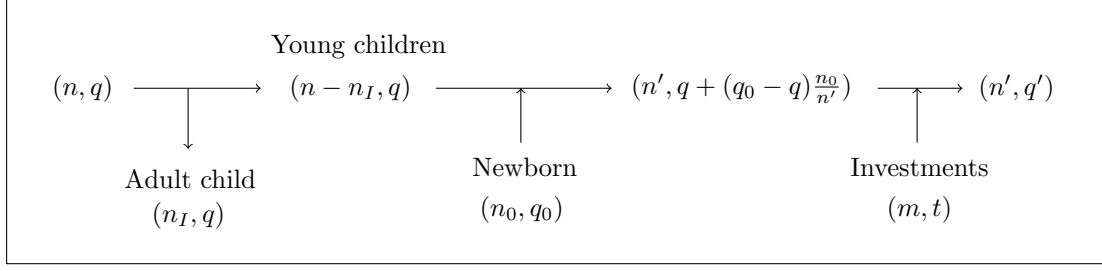 Young children
(n, q) (n − n_I, q) (n′, q + (q_0 − q) n_0/n′) (n′, q′)
Adult child Newborn Investments
(n_I, q) (n_0, q_0) (m, t)